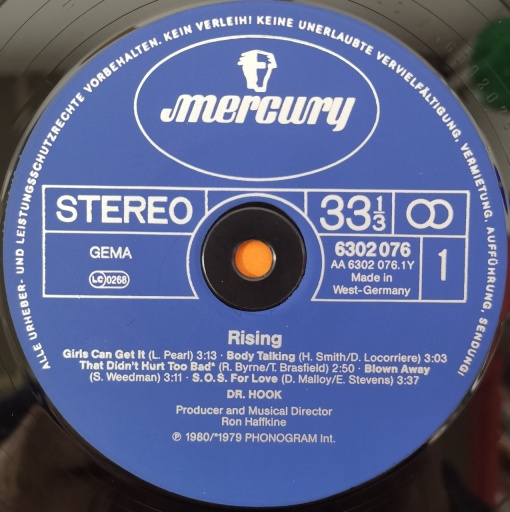 ALLE URHEBER- UND LEISTUNGSSCHUTZRECHTE VORBEHALTEN. KEIN VERLEIH! KEINE UNERLAUBTE VERVIELFÄLTIGUNG, VERMIETUNG, AUFFÜHRUNG, SENDUNG!
mercury
STEREO
33 1/3
GEMA
LC 0268
6302 076
AA 6302 076.1Y
Made in
West-Germany
1
Rising
Girls Can Get It (L. Pearl) 3:13 · Body Talking (H. Smith/D. Locorriere) 3:03
That Didn't Hurt Too Bad* (R. Byrne/T. Brasfield) 2:50 · Blown Away
(S. Weedman) 3:11 · S.O.S. For Love (D. Malloy/E. Stevens) 3:37
DR. HOOK
Producer and Musical Director
Ron Haffkine
℗ 1980/*1979 PHONOGRAM Int.